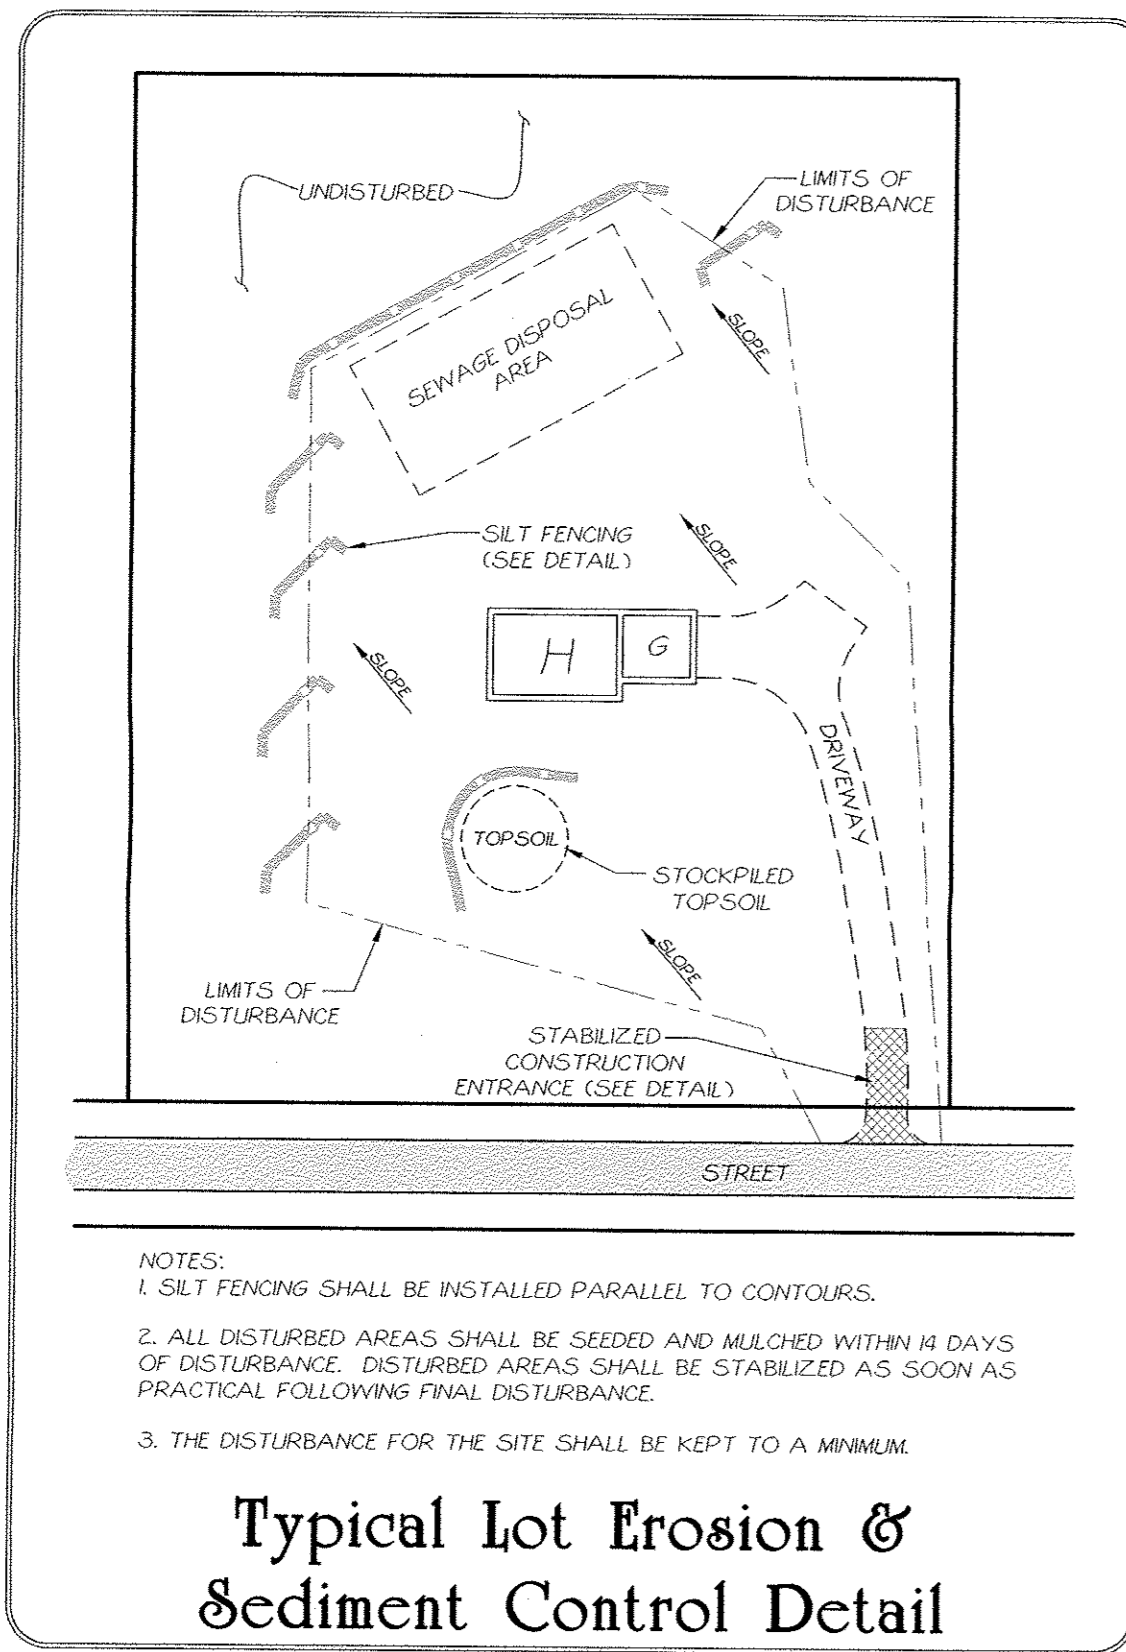 UNDISTURBED
LIMITS OF
DISTURBANCE
SLOPE
SEWAGE DISPOSAL
AREA
SILT FENCING
(SEE DETAIL)
SLOPE
H
G
SLOPE
DRIVEWAY
TOPSOIL
STOCKPILED
TOPSOIL
SLOPE
LIMITS OF
DISTURBANCE
STABILIZED
CONSTRUCTION
ENTRANCE (SEE DETAIL)
STREET
NOTES:
1. SILT FENCING SHALL BE INSTALLED PARALLEL TO CONTOURS.
2. ALL DISTURBED AREAS SHALL BE SEEDED AND MULCHED WITHIN 14 DAYS
OF DISTURBANCE. DISTURBED AREAS SHALL BE STABILIZED AS SOON AS
PRACTICAL FOLLOWING FINAL DISTURBANCE.
3. THE DISTURBANCE FOR THE SITE SHALL BE KEPT TO A MINIMUM.
Typical Lot Erosion &
Sediment Control Detail